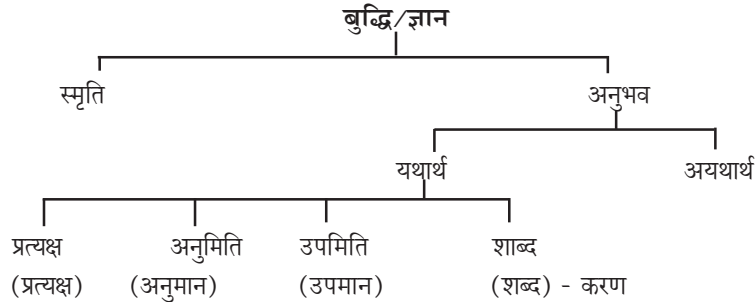 बुद्धि/ज्ञान
स्मृति अनुभव
यथार्थ अयथार्थ
प्रत्यक्ष अनुमिति उपमिति शाब्द
(प्रत्यक्ष) (अनुमान) (उपमान) (शब्द) - करण